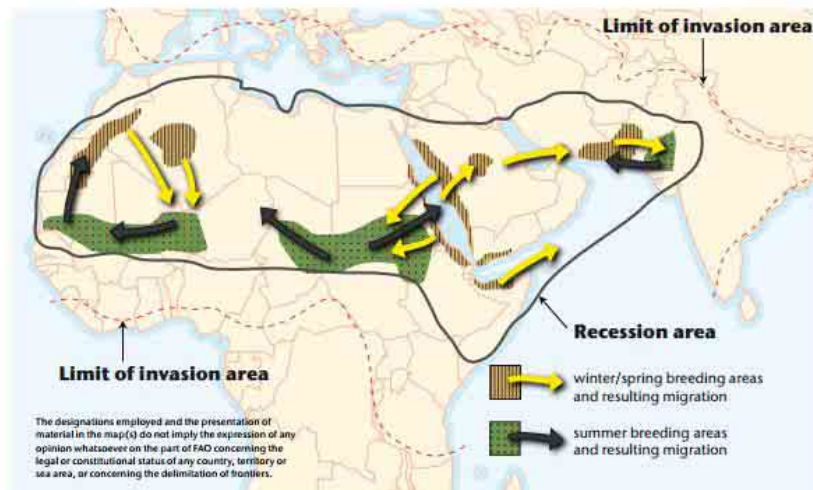 Limit of invasion area
Recession area
Limit of invasion area
winter/spring breeding areas
and resulting migration
summer breeding areas
and resulting migration
The designations employed and the presentation of
material in the map(s) do not imply the expression of any
opinion whatsoever on the part of FAO concerning the
legal or constitutional status of any country, territory or
sea area, or concerning the delimitation of frontiers.